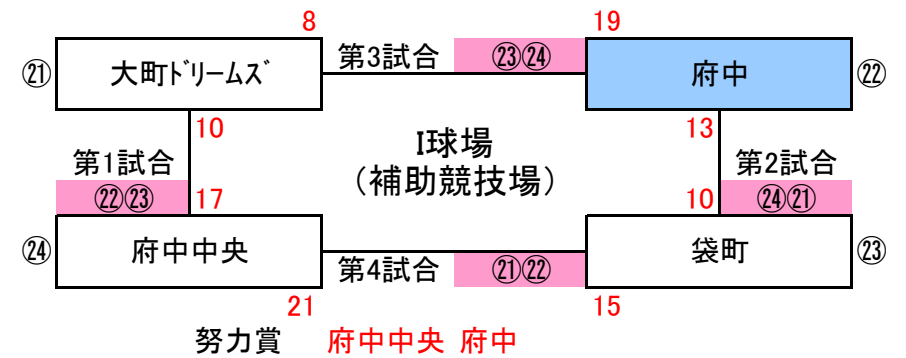 8 19
㉑ 大町ドリームズ 第3試合 ㉓㉔ 府中 ㉒
10 I球場 13
第1試合 (補助競技場) 第2試合
㉒㉓ 17 10 ㉔㉑
㉔ 府中中央 第4試合 ㉑㉒ 袋町 ㉓
21 15
努力賞 府中中央 府中